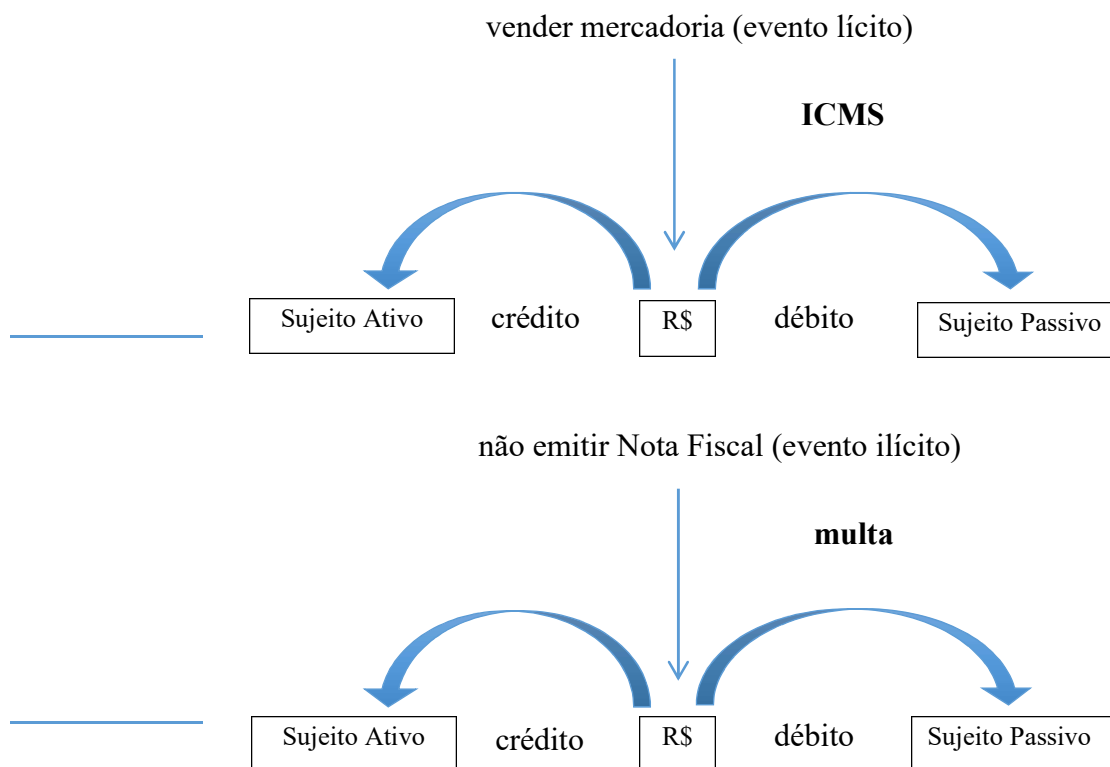 vender mercadoria (evento lícito)
ICMS
Sujeito Ativo crédito R$ débito Sujeito Passivo
não emitir Nota Fiscal (evento ilícito)
multa
Sujeito Ativo crédito R$ débito Sujeito Passivo